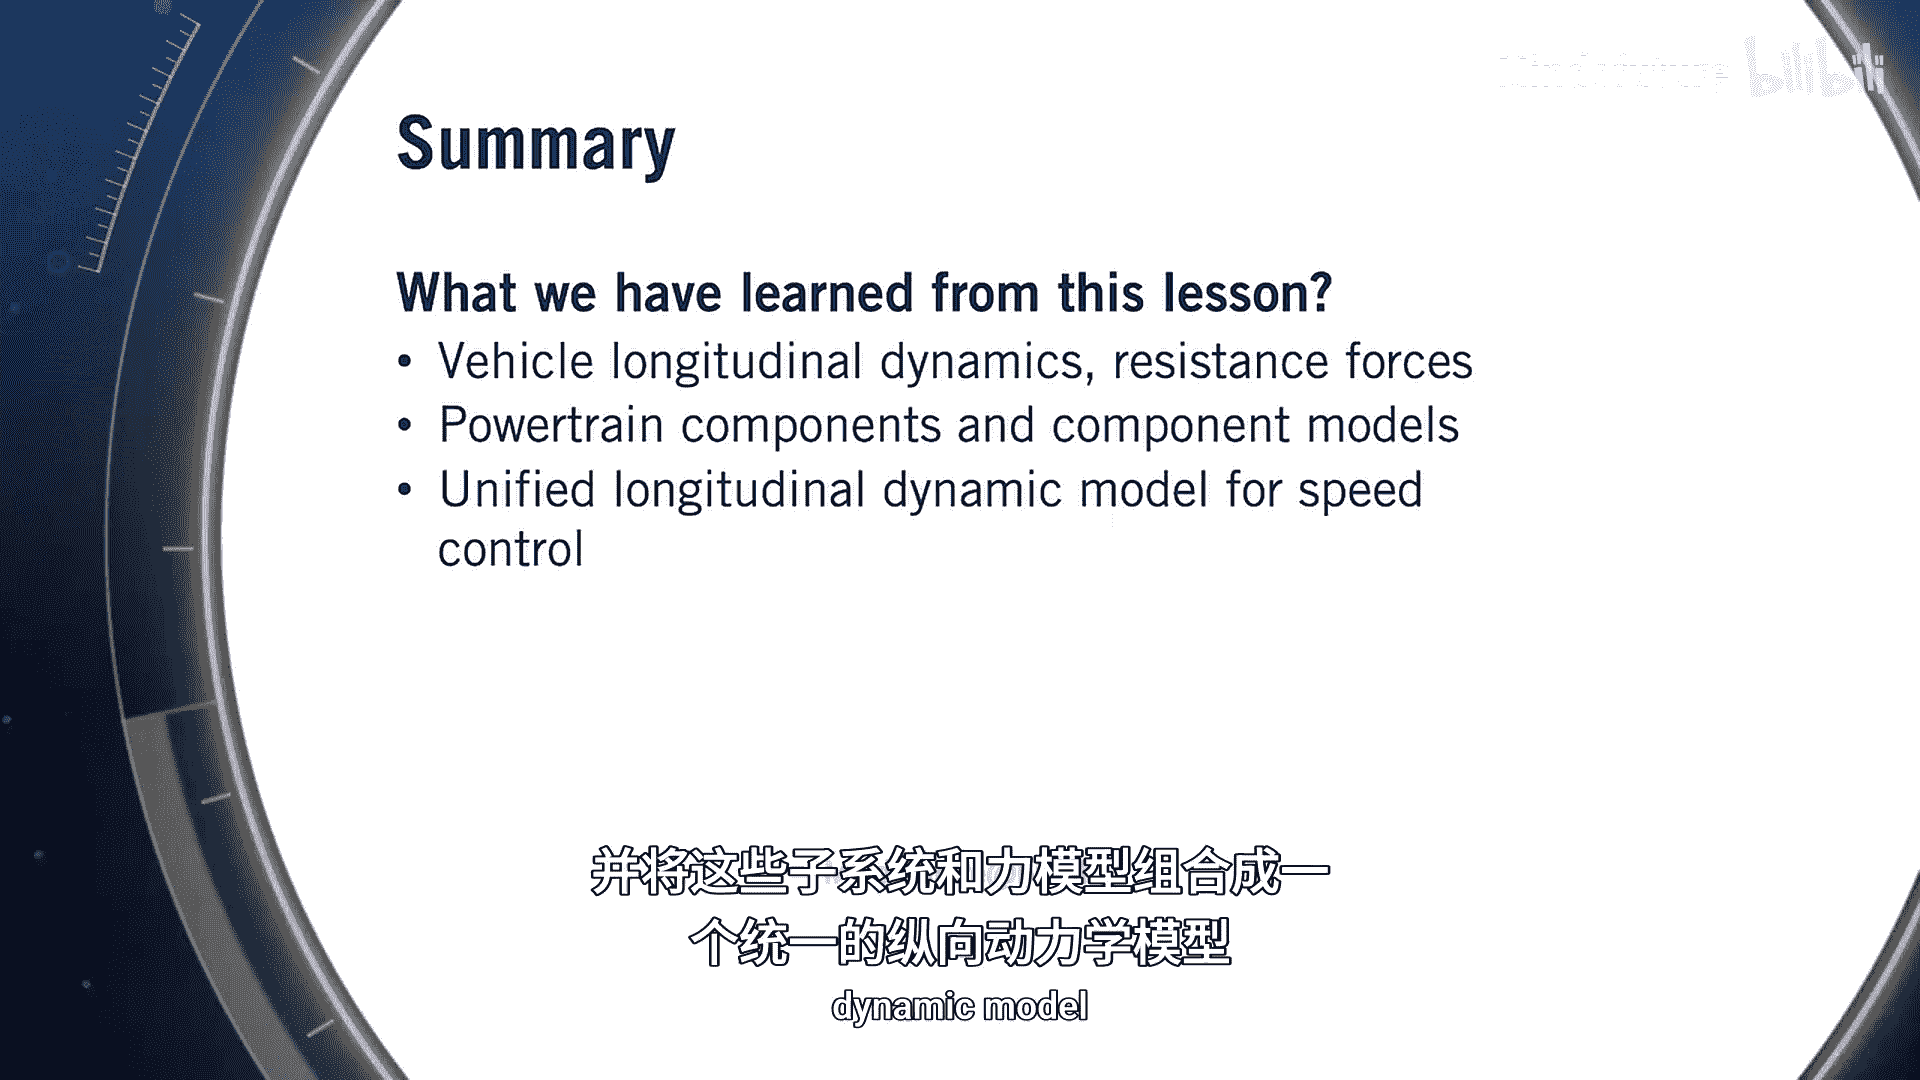 bilibili
Summary
What we have learned from this lesson?
• Vehicle longitudinal dynamics, resistance forces
• Powertrain components and component models
• Unified longitudinal dynamic model for speed
control
并将这些子系统和力模型组合成一
个统一的纵向动力学模型
dynamic model